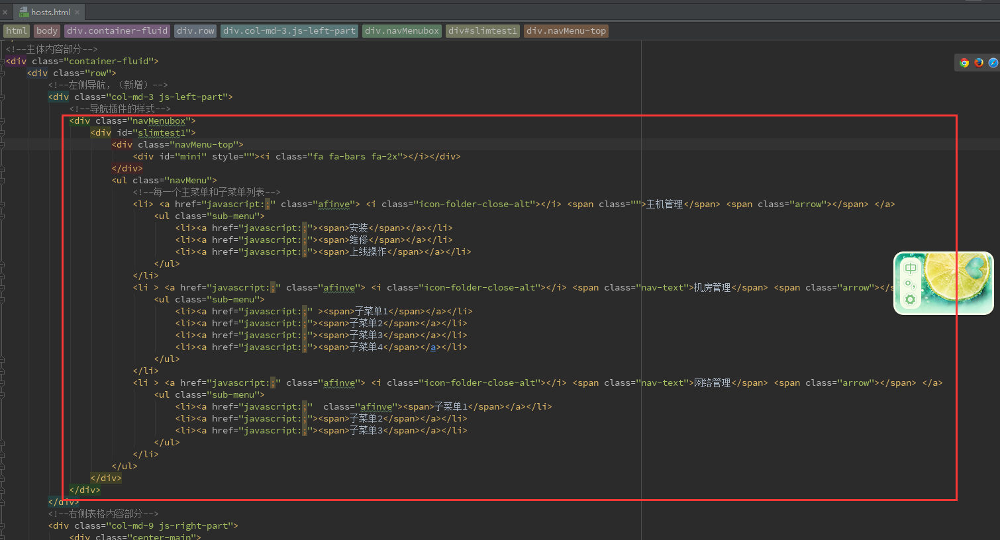 hosts.html
html body div.container-fluid div.row div.col-md-3.js-left-part div.navMenubox div#slimtest1 div.navMenu-top
<!--主体内容部分-->
<div class="container-fluid">
<div class="row">
<!--左侧导航，（新增）-->
<div class="col-md-3 js-left-part">
<!--导航插件的样式-->
<div class="navMenubox">
<div id="slimtest1">
<div class="navMenu-top">
<div id="mini" style=""><i class="fa fa-bars fa-2x"></i></div>
</div>
<ul class="navMenu">
<!--每一个主菜单和子菜单列表-->
<li> <a href="javascript:;" class="afinve"> <i class="icon-folder-close-alt"></i> <span class="">主机管理</span> <span class="arrow"></span> </a>
<ul class="sub-menu">
<li><a href="javascript:;"><span>安装</span></a></li>
<li><a href="javascript:;"><span>维修</span></a></li>
<li><a href="javascript:;"><span>上线操作</span></a></li>
</ul>
</li>
<li > <a href="javascript:;" class="afinve"> <i class="icon-folder-close-alt"></i> <span class="nav-text">机房管理</span> <span class="arrow"></s
<ul class="sub-menu">
<li><a href="javascript:;" ><span>子菜单1</span></a></li>
<li><a href="javascript:;"><span>子菜单2</span></a></li>
<li><a href="javascript:;"><span>子菜单3</span></a></li>
<li><a href="javascript:;"><span>子菜单4</span></a></li>
</ul>
</li>
<li > <a href="javascript:;" class="afinve"> <i class="icon-folder-close-alt"></i> <span class="nav-text">网络管理</span> <span class="arrow"></span> </a>
<ul class="sub-menu">
<li><a href="javascript:;"  class="afinve"><span>子菜单1</span></a></li>
<li><a href="javascript:;"><span>子菜单2</span></a></li>
<li><a href="javascript:;"><span>子菜单3</span></a></li>
</ul>
</li>
</ul>
</div>
</div>
</div>
<!--右侧表格内容部分-->
<div class="col-md-9 js-right-part">
<div class="center-main">
中